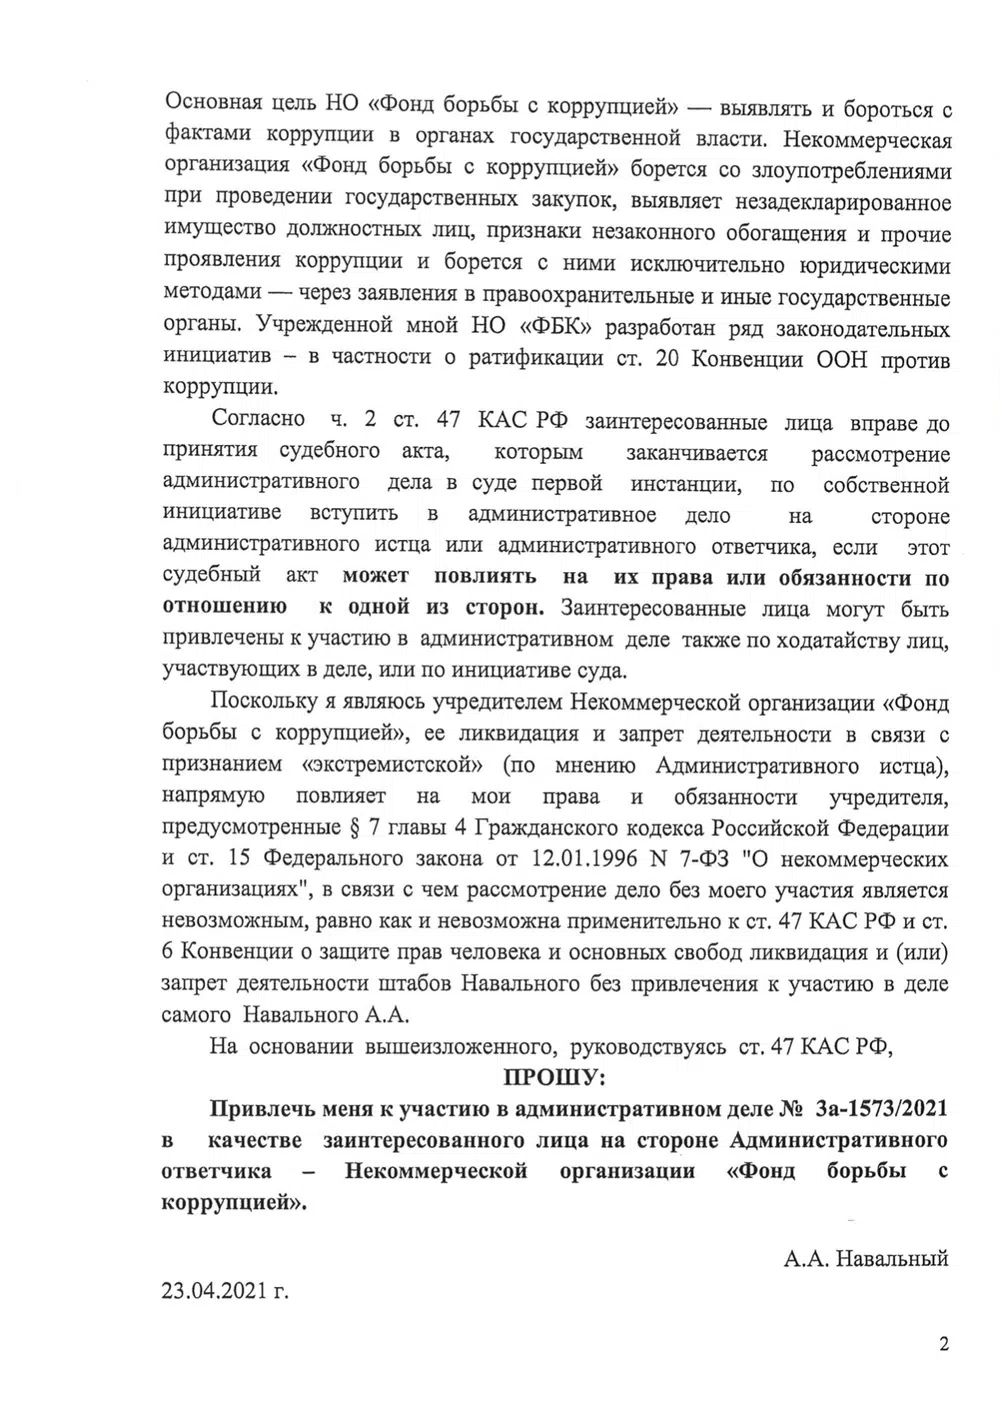 Основная цель НО «Фонд борьбы с коррупцией» — выявлять и бороться с
фактами коррупции в органах государственной власти. Некоммерческая
организация «Фонд борьбы с коррупцией» борется со злоупотреблениями
при проведении государственных закупок, выявляет незадекларированное
имущество должностных лиц, признаки незаконного обогащения и прочие
проявления коррупции и борется с ними исключительно юридическими
методами — через заявления в правоохранительные и иные государственные
органы. Учрежденной мной НО «ФБК» разработан ряд законодательных
инициатив – в частности о ратификации ст. 20 Конвенции ООН против
коррупции.
Согласно ч. 2 ст. 47 КАС РФ заинтересованные лица вправе до
принятия судебного акта, которым заканчивается рассмотрение
административного дела в суде первой инстанции, по собственной
инициативе вступить в административное дело на стороне
административного истца или административного ответчика, если этот
судебный акт может повлиять на их права или обязанности по
отношению к одной из сторон. Заинтересованные лица могут быть
привлечены к участию в административном деле также по ходатайству лиц,
участвующих в деле, или по инициативе суда.
Поскольку я являюсь учредителем Некоммерческой организации «Фонд
борьбы с коррупцией», ее ликвидация и запрет деятельности в связи с
признанием «экстремистской» (по мнению Административного истца),
напрямую повлияет на мои права и обязанности учредителя,
предусмотренные § 7 главы 4 Гражданского кодекса Российской Федерации
и ст. 15 Федерального закона от 12.01.1996 N 7-ФЗ "О некоммерческих
организациях", в связи с чем рассмотрение дело без моего участия является
невозможным, равно как и невозможна применительно к ст. 47 КАС РФ и ст.
6 Конвенции о защите прав человека и основных свобод ликвидация и (или)
запрет деятельности штабов Навального без привлечения к участию в деле
самого Навального А.А.
На основании вышеизложенного, руководствуясь ст. 47 КАС РФ,
ПРОШУ:
Привлечь меня к участию в административном деле № 3а-1573/2021
в качестве заинтересованного лица на стороне Административного
ответчика – Некоммерческой организации «Фонд борьбы с
коррупцией».
А.А. Навальный
23.04.2021 г.
2